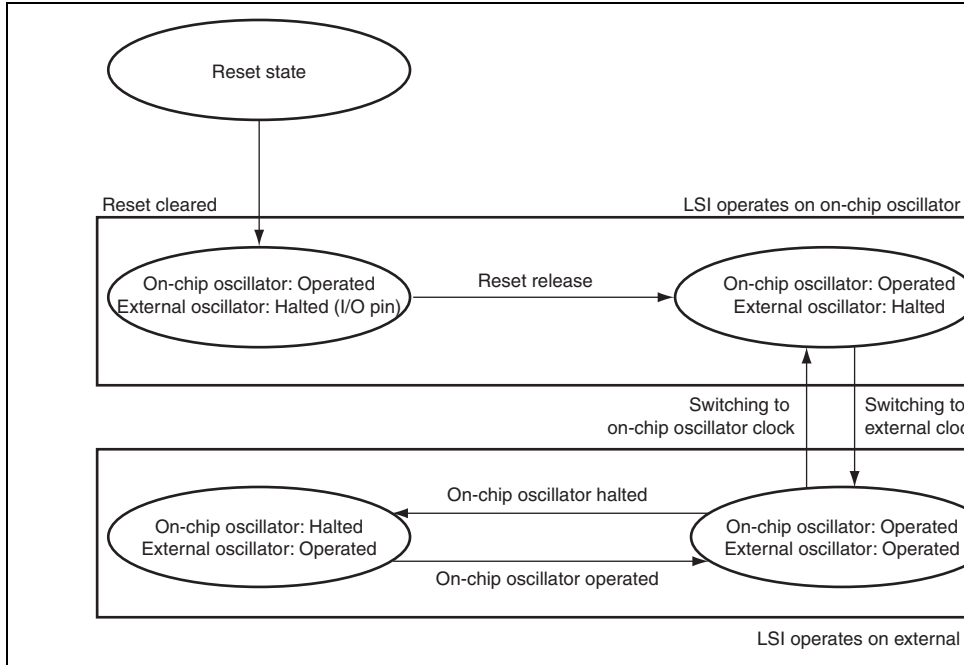 Reset state
Reset cleared
LSI operates on on-chip oscillator
On-chip oscillator: Operated
External oscillator: Halted (I/O pin)
Reset release
On-chip oscillator: Operated
External oscillator: Halted
Switching to
on-chip oscillator clock
Switching to
external
On-chip oscillator halted
On-chip oscillator: Halted
External oscillator: Operated
On-chip oscillator: Operated
External oscillator: Operated
On-chip oscillator operated
LSI operates on external